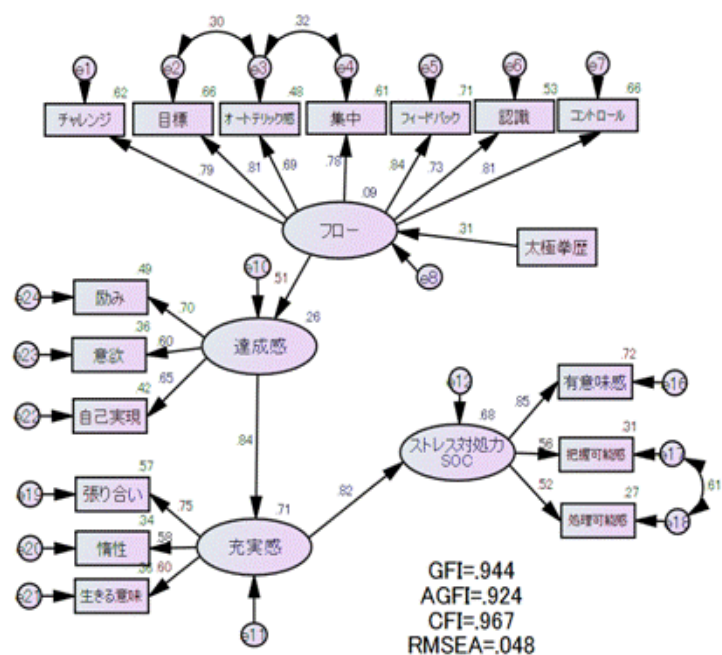 .30 .32
e1 e2 e3 e4 e5 e6 e7
.62 .66 .48 .61 .71 .53 .66
チャレンジ 目標 オートテリック感 集中 フィードバック 認識 コントロール
.79 .81 .69 .78 .84 .73 .81
.09
フロー
.31
太極拳歴
e8
.51
e10
.49
e24 励み
.70
.36
e23 意欲
.60
.26
達成感
.42
e22 自己実現
.65
.84
e12
.68
ストレス対処力
SOC
.72
有意味感 e16
.85
.31
把握可能感 e17
.56
.61
.27
処理可能感 e18
.52
.82
.57
e19 張り合い
.75
.34
e20 惰性
.58
.71
充実感
.36
e21 生きる意味
.60
e11
GFI=.944
AGFI=.924
CFI=.967
RMSEA=.048